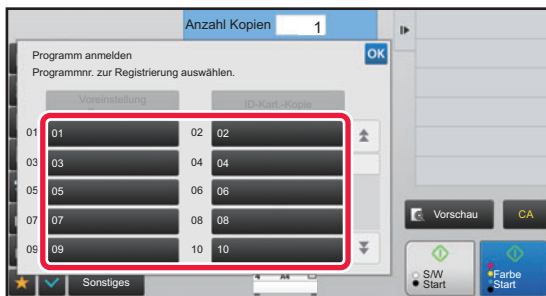 Anzahl Kopien 1
Programm anmelden OK
Programmnr. zur Registrierung auswählen.
Voreinstellung ID-Kart.-Kopie
01 01 02 02
03 03 04 04
05 05 06 06
07 07 08 08
09 09 10 10
Vorschau CA
Sonstiges A4
S/W Start
Farbe Start